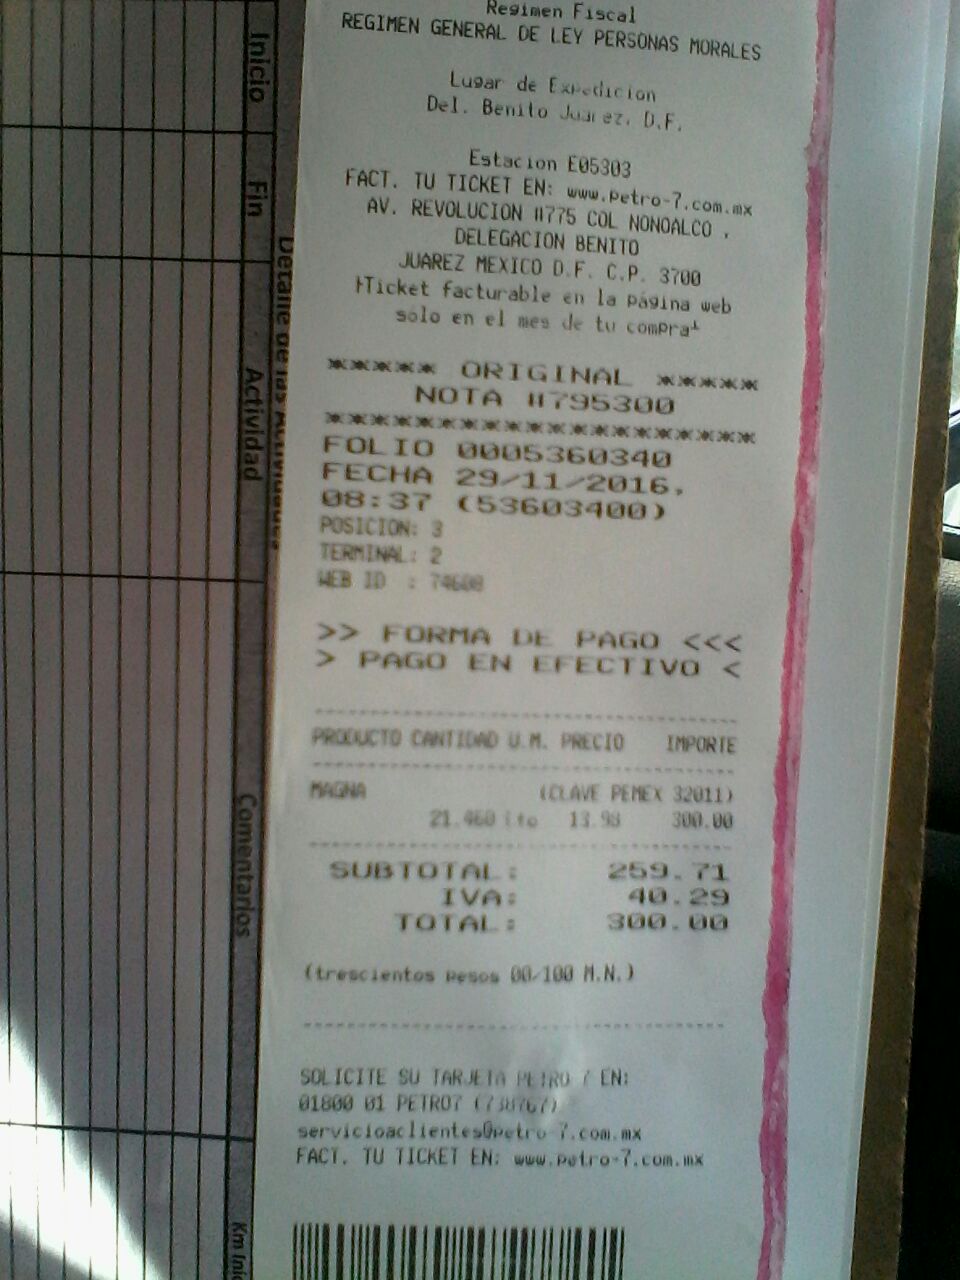 Regimen Fiscal
REGIMEN GENERAL DE LEY PERSONAS MORALES
Lugar de Expedicion
Del. Benito Juarez, D.F.
Estacion E05303
FACT. TU TICKET EN: www.petro-7.com.mx
AV. REVOLUCION #775 COL NONOALCO ,
DELEGACION BENITO
JUAREZ MEXICO D.F. C.P. 3700
Ticket facturable en la página web
solo en el mes de tu compra
***** ORIGINAL *****
NOTA #795300
********************
FOLIO 0005360340
FECHA 29/11/2016,
08:37 (53603400)
POSICION: 3
TERMINAL: 2
WEB ID : 74608
>> FORMA DE PAGO <<<
> PAGO EN EFECTIVO <
PRODUCTO CANTIDAD U.M. PRECIO IMPORTE
MAGNA (CLAVE PEMEX 32011)
21.460 lto 13.98 300.00
SUBTOTAL: 259.71
IVA: 40.29
TOTAL: 300.00
(trescientos pesos 00/100 M.N.)
SOLICITE SU TARJETA PETRO 7 EN:
01800 01 PETRO7 (738767)
servicioaclientes@petro-7.com.mx
FACT. TU TICKET EN: www.petro-7.com.mx
Detalle de las Actividades
Inicio
Fin
Actividad
Comentarios
Km